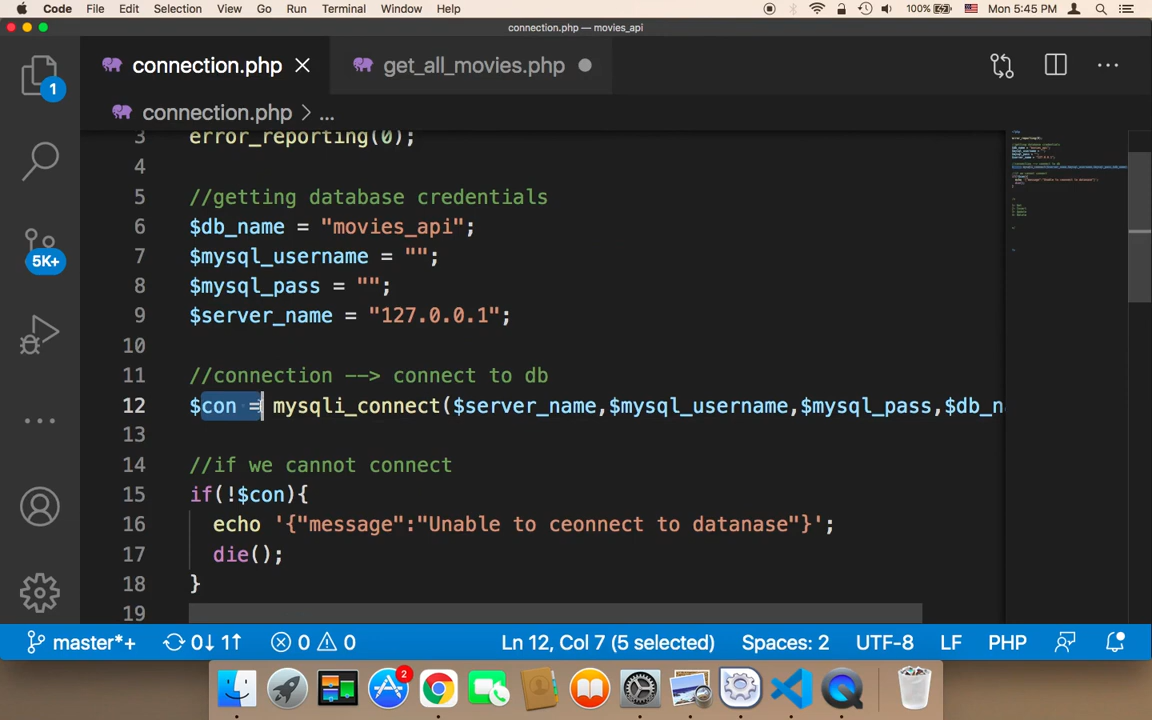 Code File Edit Selection View Go Run Terminal Window Help 100% Mon 5:45 PM
connection.php — movies_api
connection.php get_all_movies.php
1
connection.php > ...
3 error_reporting(0);
4
5 //getting database credentials
6 $db_name = "movies_api";
7 $mysql_username = "";
8 $mysql_pass = "";
5K+
9 $server_name = "127.0.0.1";
10
11 //connection --> connect to db
12 $con = mysqli_connect($server_name,$mysql_username,$mysql_pass,$db_na
13
14 //if we cannot connect
15 if(!$con){
16 echo '{"message":"Unable to ceonnect to datanase"}';
17 die();
18 }
19
master*+ 0↓ 1↑ 0 0 Ln 12, Col 7 (5 selected) Spaces: 2 UTF-8 LF PHP
2